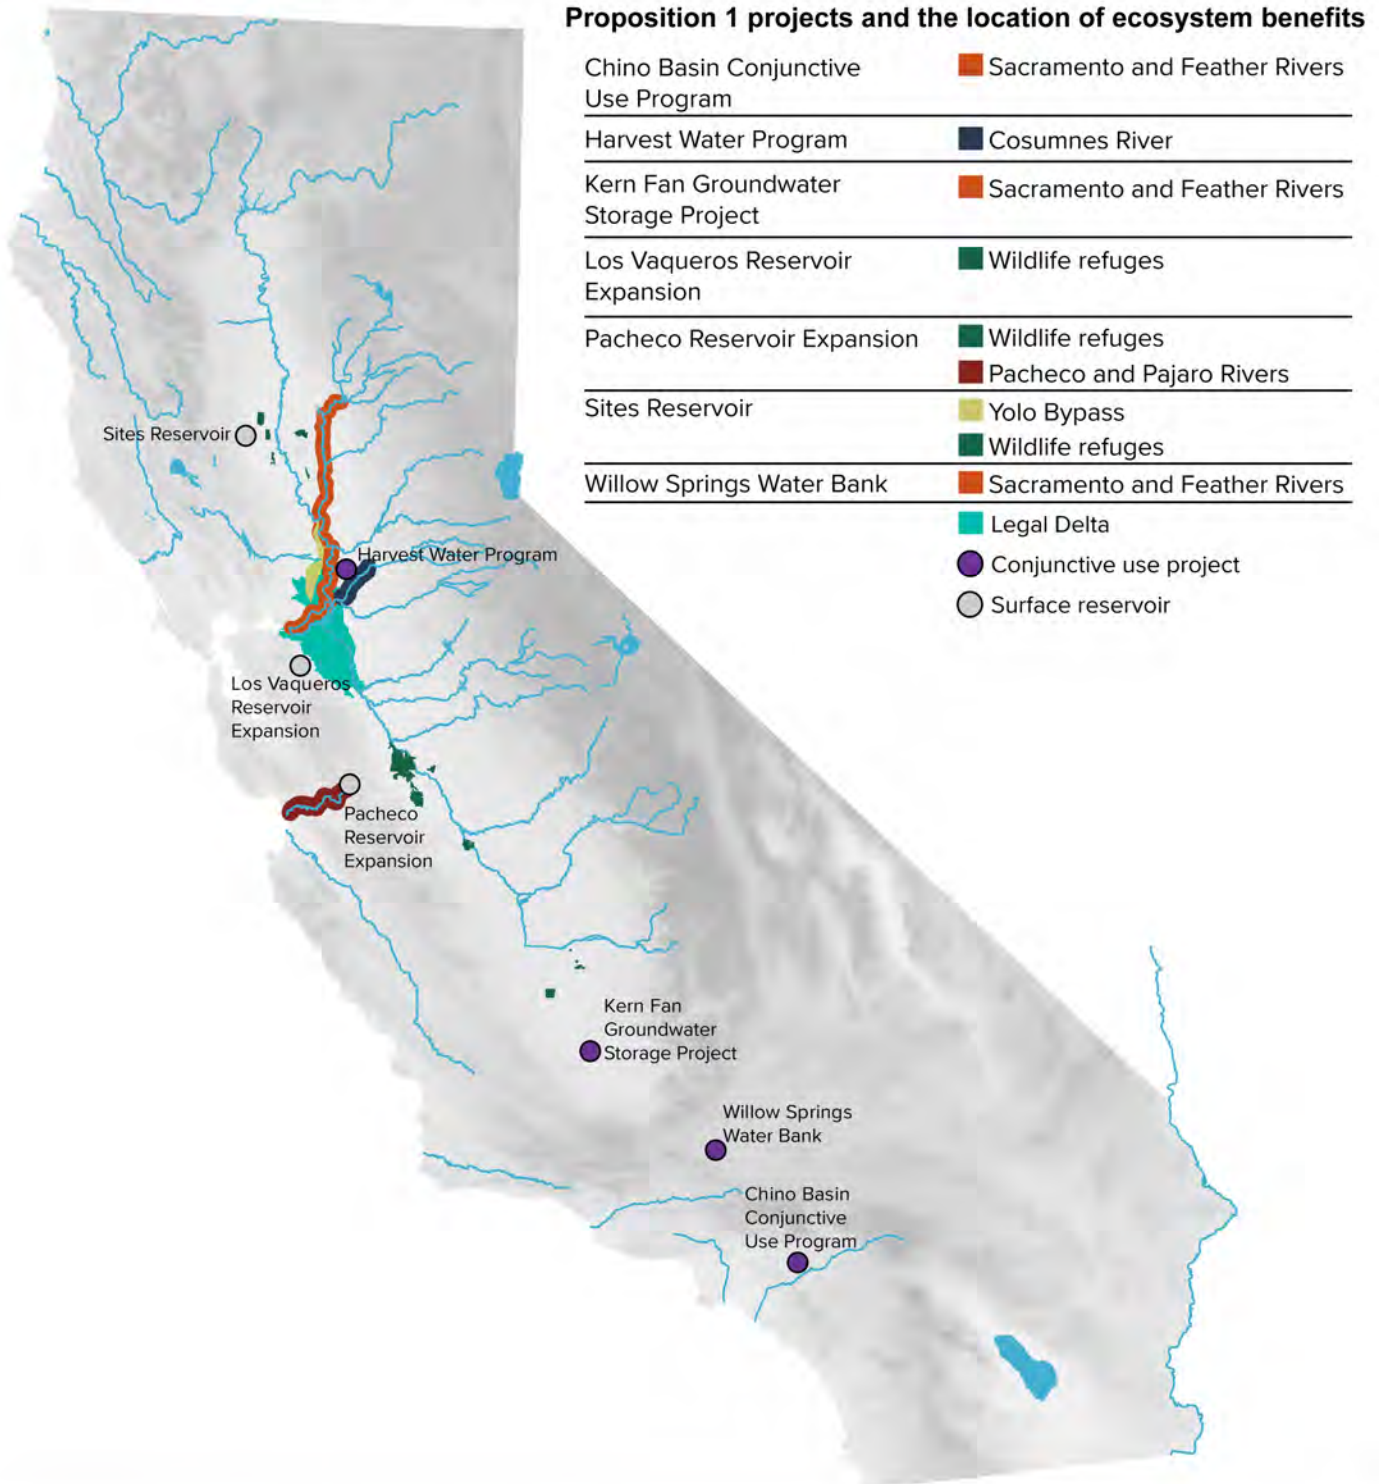 Proposition 1 projects and the location of ecosystem benefits
Chino Basin Conjunctive
Use Program
Sacramento and Feather Rivers
Harvest Water Program
Cosumnes River
Kern Fan Groundwater
Storage Project
Sacramento and Feather Rivers
Los Vaqueros Reservoir
Expansion
Wildlife refuges
Pacheco Reservoir Expansion
Wildlife refuges
Pacheco and Pajaro Rivers
Sites Reservoir
Yolo Bypass
Wildlife refuges
Willow Springs Water Bank
Sacramento and Feather Rivers
Legal Delta
Conjunctive use project
Surface reservoir
Sites Reservoir
Harvest Water Program
Los Vaqueros
Reservoir
Expansion
Pacheco
Reservoir
Expansion
Kern Fan
Groundwater
Storage Project
Willow Springs
Water Bank
Chino Basin
Conjunctive
Use Program